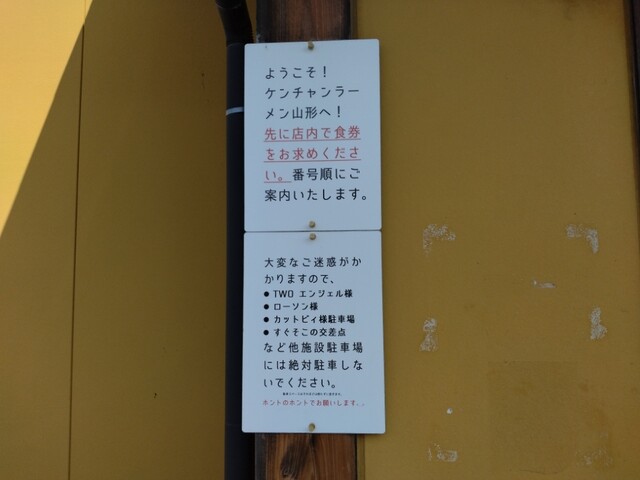 ようこそ！
ケンチャンラー
メン山形へ！
先に店内で食券
をお求めくださ
い。番号順にご
案内いたします。
大変なご迷惑がか
かりますので、
● TWO エンジェル様
● ローソン様
● カットビィ様駐車場
● すぐそこの交差点
など他施設駐車場
には絶対駐車しな
いでください。
ホントのホントでお願いします．．